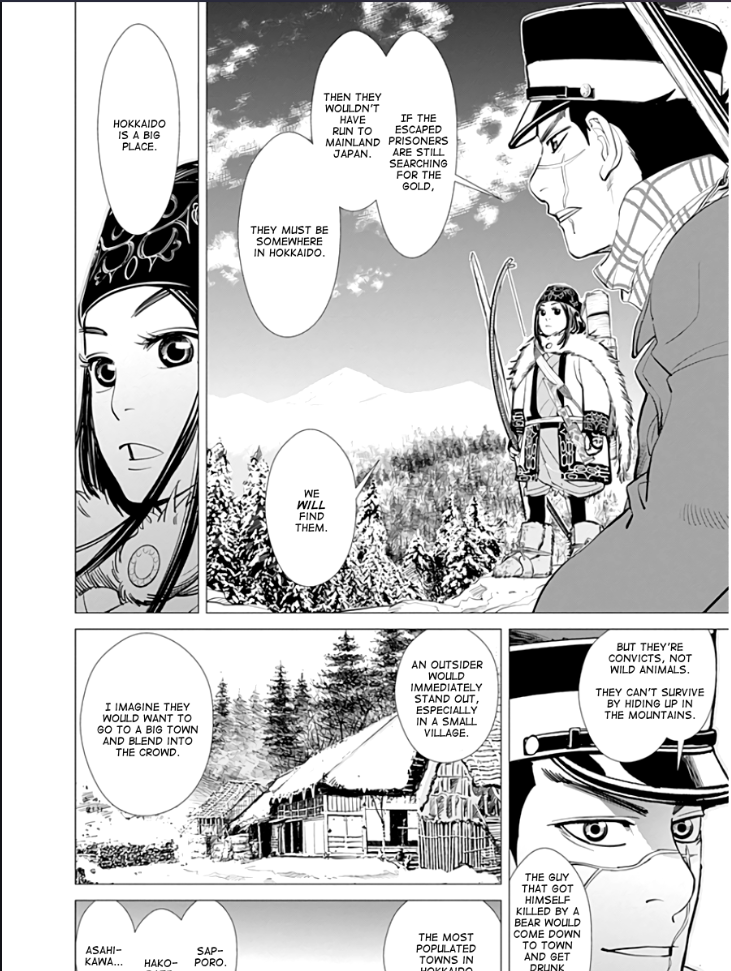 IF THE
ESCAPED
PRISONERS
ARE STILL
SEARCHING
FOR THE
GOLD,
THEN THEY
WOULDN'T
HAVE
RUN TO
MAINLAND
JAPAN.
THEY MUST BE
SOMEWHERE
IN HOKKAIDO.
WE
WILL
FIND
THEM.
HOKKAIDO
IS A BIG
PLACE.
BUT THEY'RE
CONVICTS, NOT
WILD ANIMALS.
THEY CAN'T SURVIVE
BY HIDING UP IN
THE MOUNTAINS.
THE GUY
THAT GOT
HIMSELF
KILLED BY A
BEAR WOULD
COME DOWN
TO TOWN
AND GET
DRUNK
AN OUTSIDER
WOULD
IMMEDIATELY
STAND OUT,
ESPECIALLY
IN A SMALL
VILLAGE.
I IMAGINE THEY
WOULD WANT TO
GO TO A BIG TOWN
AND BLEND INTO
THE CROWD.
THE MOST
POPULATED
TOWNS IN
HOKKAIDO
SAP-
PORO.
HAKO-
ASAHI-
KAWA...